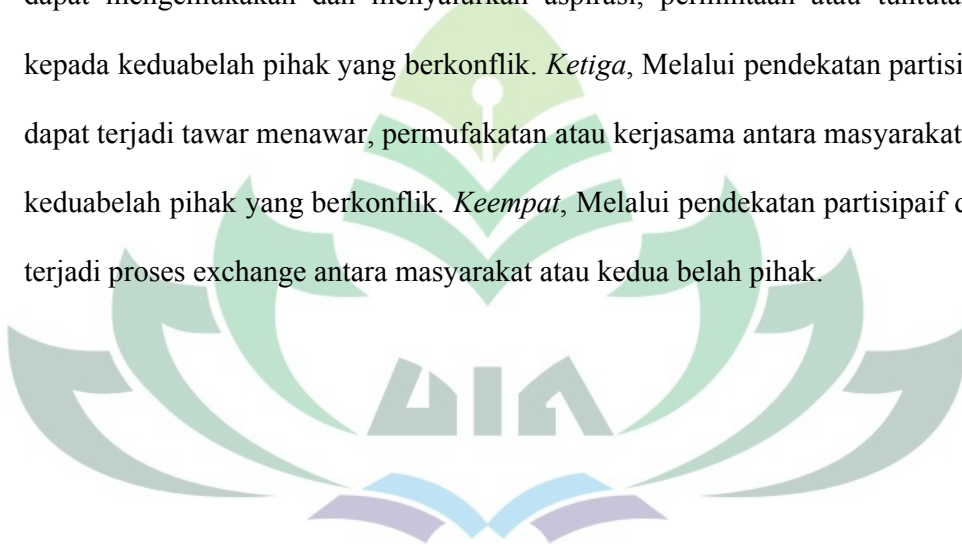 kepada keduabelah pihak yang berkonflik. Ketiga, Melalui pendekatan
dapat terjadi tawar menawar, permufakatan atau kerjasama antara masyarakat
keduabelah pihak yang berkonflik. Keempat, Melalui pendekatan partisipaif
terjadi proses exchange antara masyarakat atau kedua belah pihak.
UIN